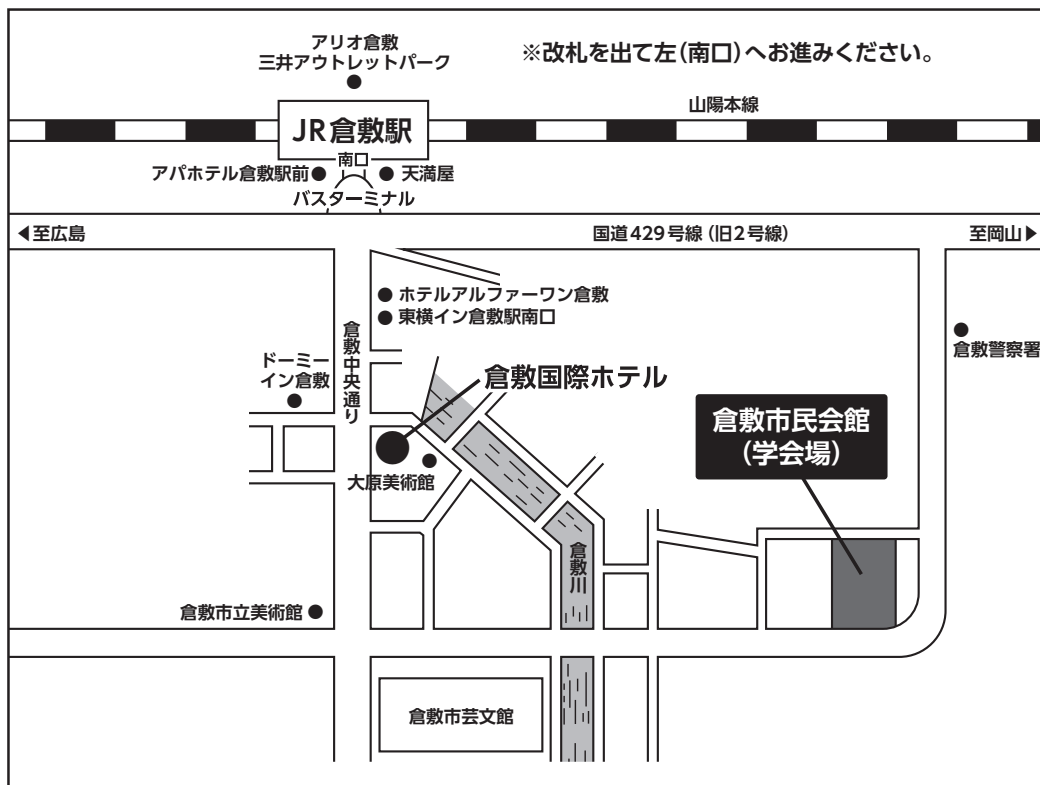 アリオ倉敷
三井アウトレットパーク
※改札を出て左(南口)へお進みください。
山陽本線
JR倉敷駅
南口
アパホテル倉敷駅前
天満屋
バスターミナル
◀至広島
国道429号線(旧2号線)
至岡山▶
ホテルアルファーワン倉敷
東横イン倉敷駅南口
倉敷中央通り
倉敷警察署
ドーミー
イン倉敷
倉敷国際ホテル
倉敷市民会館
(学会場)
大原美術館
倉敷川
倉敷市立美術館
倉敷市芸文館